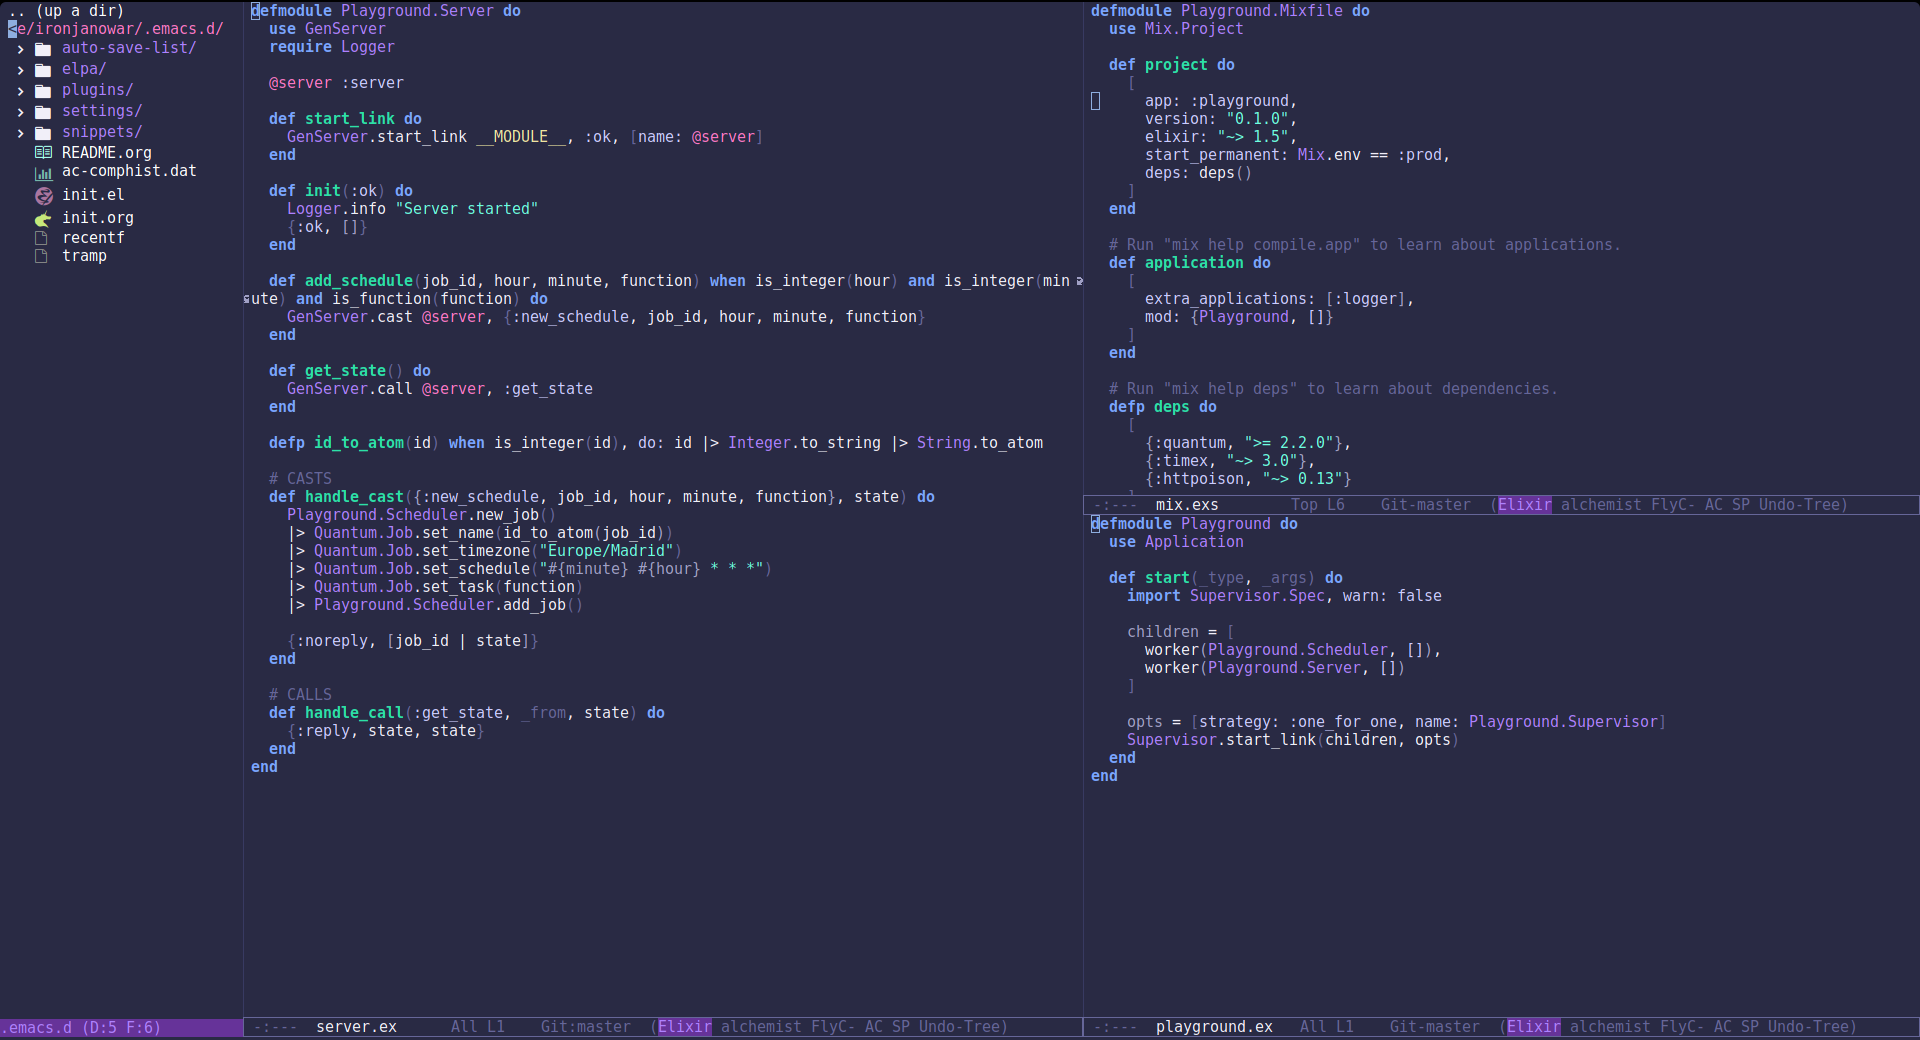 .. (up a dir)
<e/ironjanowar/.emacs.d/
auto-save-list/
elpa/
plugins/
settings/
snippets/
README.org
ac-comphist.dat
init.el
init.org
recentf
tramp
.emacs.d (D:5 F:6)
defmodule Playground.Server do
  use GenServer
  require Logger

  @server :server

  def start_link do
    GenServer.start_link __MODULE__, :ok, [name: @server]
  end

  def init(:ok) do
    Logger.info "Server started"
    {:ok, []}
  end

  def add_schedule(job_id, hour, minute, function) when is_integer(hour) and is_integer(min
ute) and is_function(function) do
    GenServer.cast @server, {:new_schedule, job_id, hour, minute, function}
  end

  def get_state() do
    GenServer.call @server, :get_state
  end

  defp id_to_atom(id) when is_integer(id), do: id |> Integer.to_string |> String.to_atom

  # CASTS
  def handle_cast({:new_schedule, job_id, hour, minute, function}, state) do
    Playground.Scheduler.new_job()
    |> Quantum.Job.set_name(id_to_atom(job_id))
    |> Quantum.Job.set_timezone("Europe/Madrid")
    |> Quantum.Job.set_schedule("#{minute} #{hour} * * *")
    |> Quantum.Job.set_task(function)
    |> Playground.Scheduler.add_job()

    {:noreply, [job_id | state]}
  end

  # CALLS
  def handle_call(:get_state, _from, state) do
    {:reply, state, state}
  end
end
-:---  server.ex      All L1    Git:master  (Elixir alchemist FlyC- AC SP Undo-Tree)
defmodule Playground.Mixfile do
  use Mix.Project

  def project do
    [
      app: :playground,
      version: "0.1.0",
      elixir: "~> 1.5",
      start_permanent: Mix.env == :prod,
      deps: deps()
    ]
  end

  # Run "mix help compile.app" to learn about applications.
  def application do
    [
      extra_applications: [:logger],
      mod: {Playground, []}
    ]
  end

  # Run "mix help deps" to learn about dependencies.
  defp deps do
    [
      {:quantum, ">= 2.2.0"},
      {:timex, "~> 3.0"},
      {:httpoison, "~> 0.13"}
    ]
-:---  mix.exs        Top L6    Git-master  (Elixir alchemist FlyC- AC SP Undo-Tree)
defmodule Playground do
  use Application

  def start(_type, _args) do
    import Supervisor.Spec, warn: false

    children = [
      worker(Playground.Scheduler, []),
      worker(Playground.Server, [])
    ]

    opts = [strategy: :one_for_one, name: Playground.Supervisor]
    Supervisor.start_link(children, opts)
  end
end
-:---  playground.ex   All L1    Git-master  (Elixir alchemist FlyC- AC SP Undo-Tree)